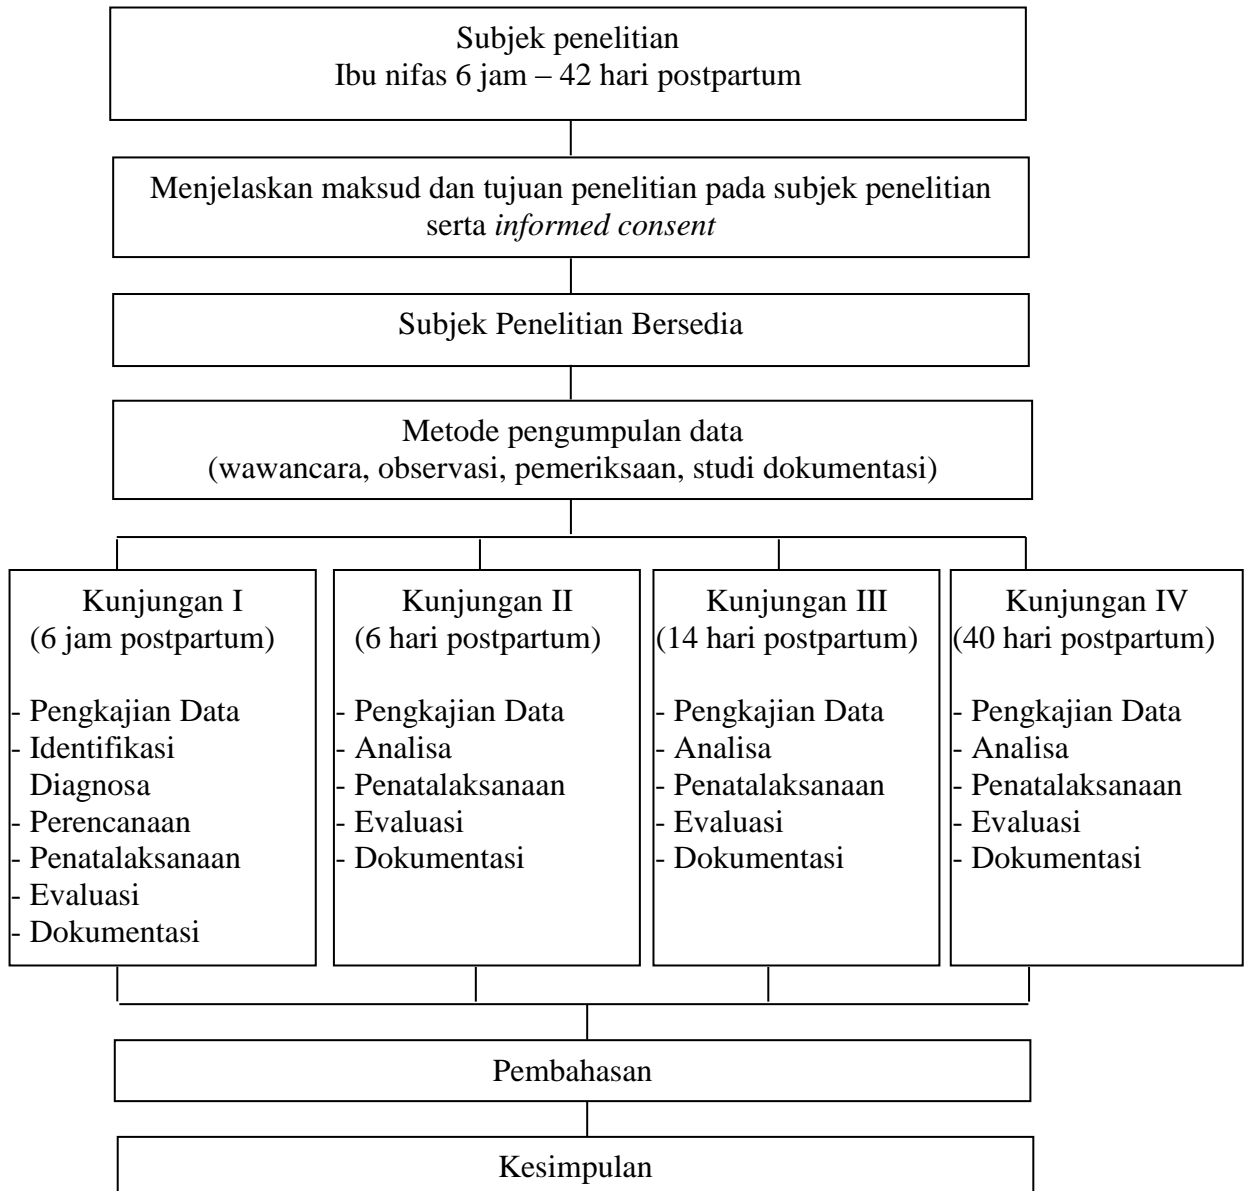 Subjek penelitian
Ibu nifas 6 jam – 42 hari postpartum
Menjelaskan maksud dan tujuan penelitian pada subjek penelitian
serta informed consent
Subjek Penelitian Bersedia
Metode pengumpulan data
(wawancara, observasi, pemeriksaan, studi dokumentasi)
Kunjungan I
(6 jam postpartum)
- Pengkajian Data
- Identifikasi
Diagnosa
- Perencanaan
- Penatalaksanaan
- Evaluasi
- Dokumentasi
Kunjungan II
(6 hari postpartum)
- Pengkajian Data
- Analisa
- Penatalaksanaan
- Evaluasi
- Dokumentasi
Kunjungan III
(14 hari postpartum)
- Pengkajian Data
- Analisa
- Penatalaksanaan
- Evaluasi
- Dokumentasi
Kunjungan IV
(40 hari postpartum)
- Pengkajian Data
- Analisa
- Penatalaksanaan
- Evaluasi
- Dokumentasi
Pembahasan
Kesimpulan